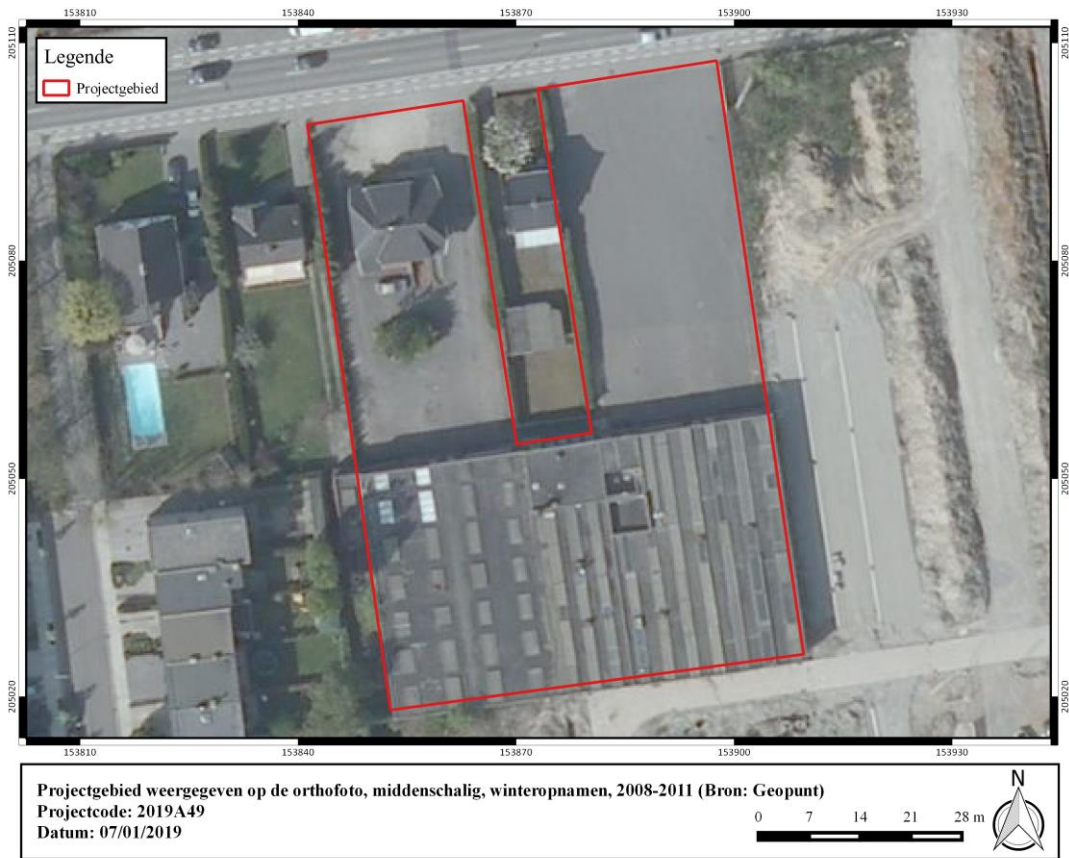 153810 153840 153870 153900 153930
205110 205110
Legende
Projectgebied
205080 205080
205050 205050
205020 205020
153810 153840 153870 153900 153930
Projectgebied weergegeven op de orthofoto, middenschalig, winteropnamen, 2008-2011 (Bron: Geopunt)
Projectcode: 2019A49
Datum: 07/01/2019
0 7 14 21 28 m
N